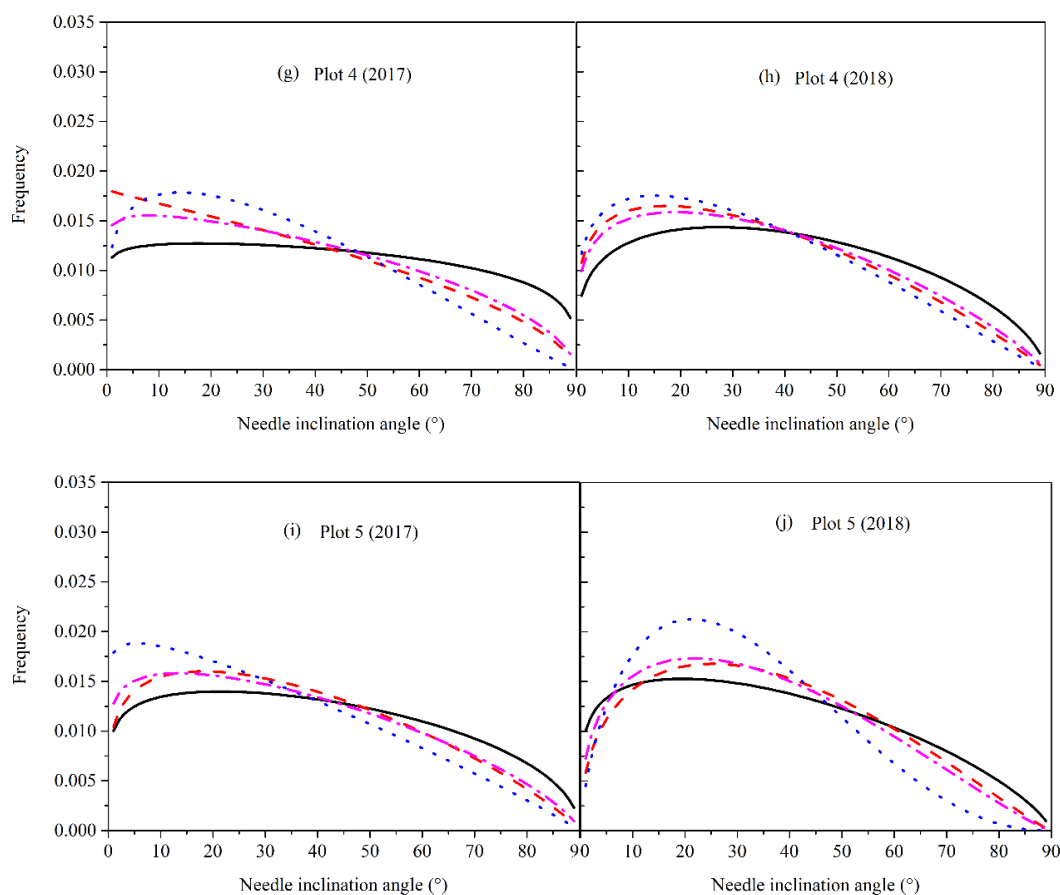 0.035
0.030
0.025
0.020
0.015
0.010
0.005
0.000
Frequency
(g) Plot 4 (2017)
(h) Plot 4 (2018)
0 10 20 30 40 50 60 70 80 90
10 20 30 40 50 60 70 80 90
Needle inclination angle (°)
Needle inclination angle (°)
0.035
0.030
0.025
0.020
0.015
0.010
0.005
0.000
Frequency
(i) Plot 5 (2017)
(j) Plot 5 (2018)
0 10 20 30 40 50 60 70 80 90
10 20 30 40 50 60 70 80 90
Needle inclination angle (°)
Needle inclination angle (°)